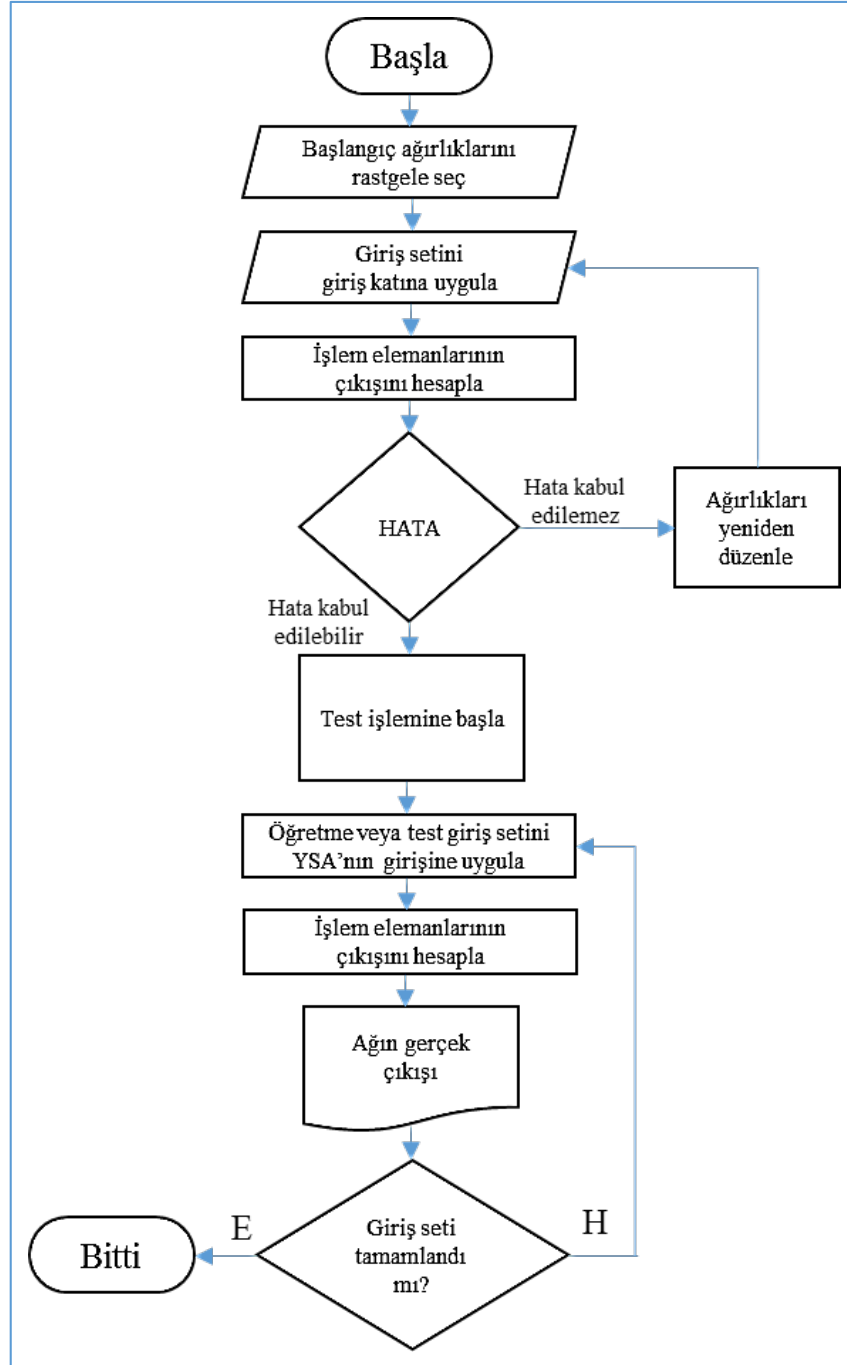 Başla
Başlangıç ağırlıklarını
rastgele seç
Giriş setini
giriş katına uygula
İşlem elemanlarının
çıkışını hesapla
HATA
Hata kabul
edilemez
Ağırlıkları
yeniden
düzenle
Hata kabul
edilebilir
Test işlemine başla
Öğretme veya test giriş setini
YSA’nın girişine uygula
İşlem elemanlarının
çıkışını hesapla
Ağın gerçek
çıkışı
Giriş seti
tamamlandı
mı?
E
H
Bitti